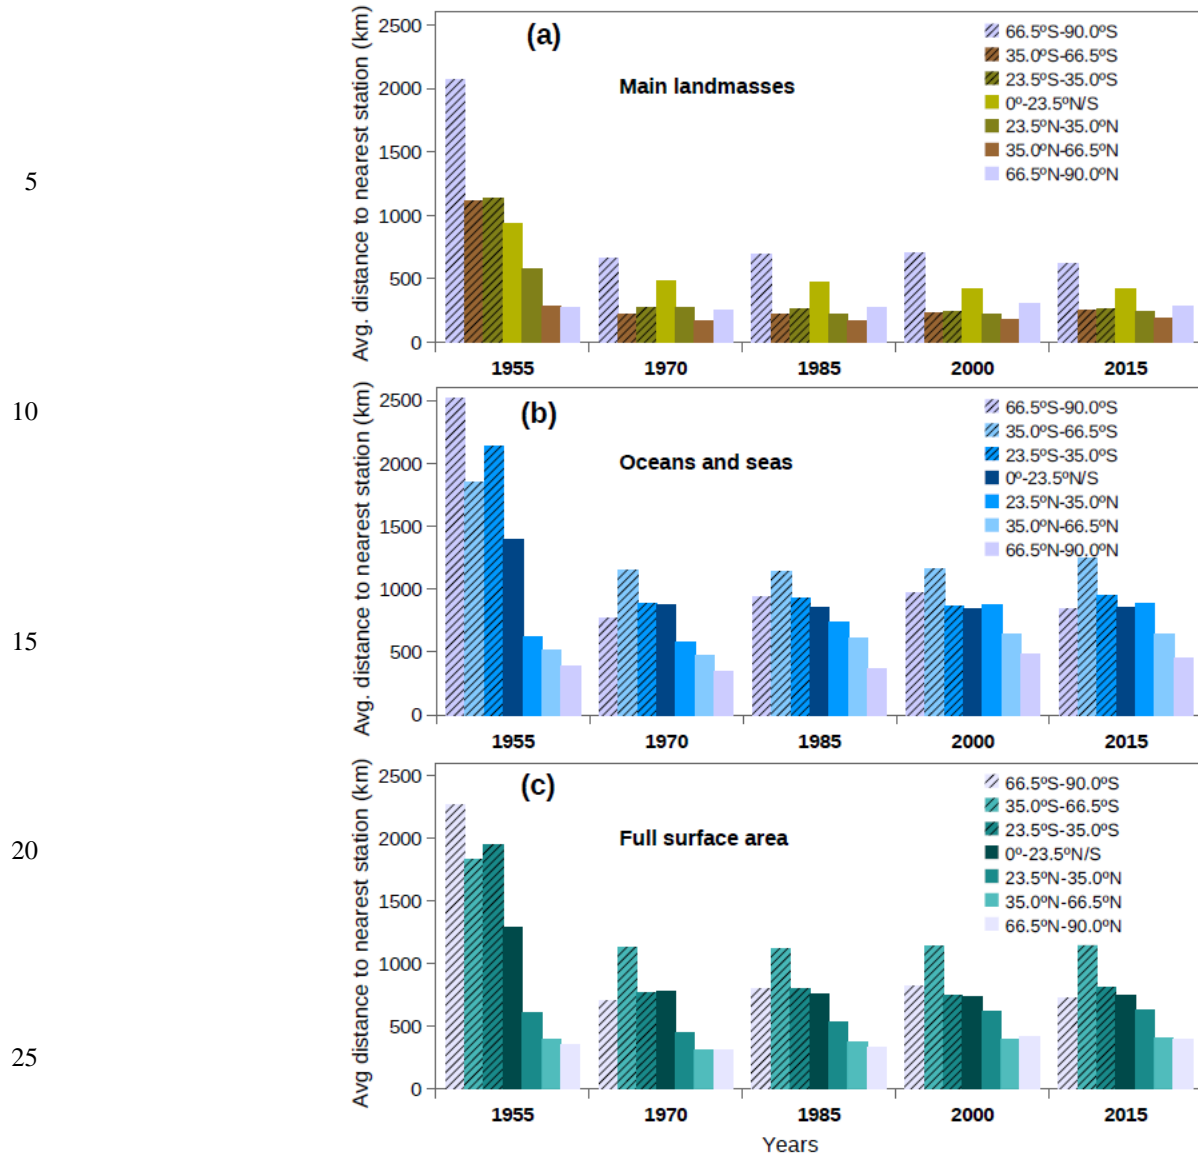 (a)
Main landmasses
Avg. distance to nearest station (km)
2500
2000
1500
1000
500
0
66.5ºS-90.0ºS
35.0ºS-66.5ºS
23.5ºS-35.0ºS
0º-23.5ºN/S
23.5ºN-35.0ºN
35.0ºN-66.5ºN
66.5ºN-90.0ºN
1955 1970 1985 2000 2015
5
(b)
Oceans and seas
Avg. distance to nearest station (km)
2500
2000
1500
1000
500
0
66.5ºS-90.0ºS
35.0ºS-66.5ºS
23.5ºS-35.0ºS
0º-23.5ºN/S
23.5ºN-35.0ºN
35.0ºN-66.5ºN
66.5ºN-90.0ºN
1955 1970 1985 2000 2015
10
15
(c)
Full surface area
Avg distance to nearest station (km)
2500
2000
1500
1000
500
0
66.5ºS-90.0ºS
35.0ºS-66.5ºS
23.5ºS-35.0ºS
0º-23.5ºN/S
23.5ºN-35.0ºN
35.0ºN-66.5ºN
66.5ºN-90.0ºN
1955 1970 1985 2000 2015
Years
20
25